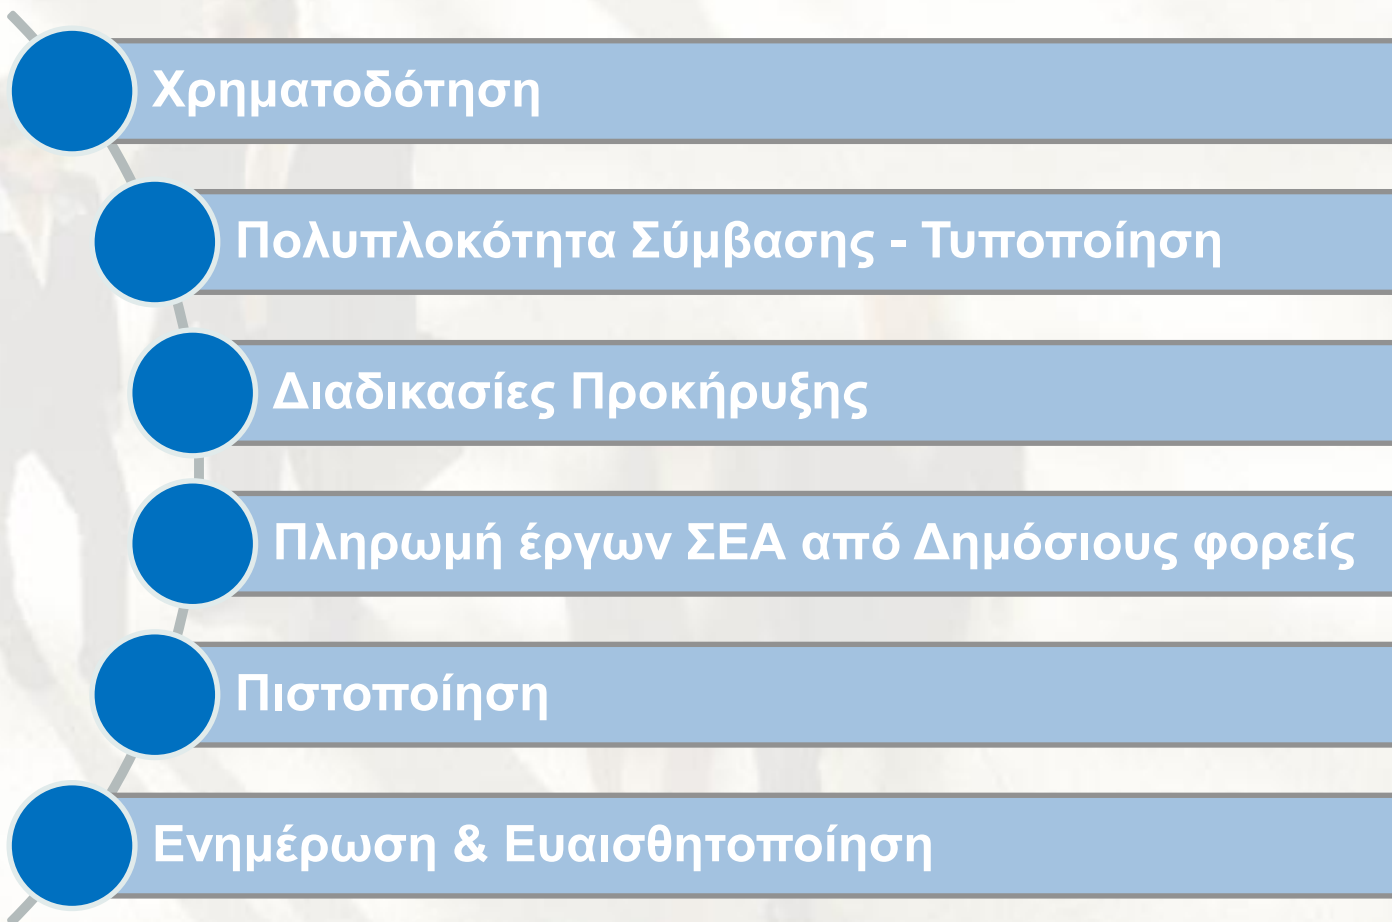 Χρηματοδότηση
Πολυπλοκότητα Σύμβασης - Τυποποίηση
Διαδικασίες Προκήρυξης
Πληρωμή έργων ΣΕΑ από Δημόσιους φορείς
Πιστοποίηση
Ενημέρωση & Ευαισθητοποίηση